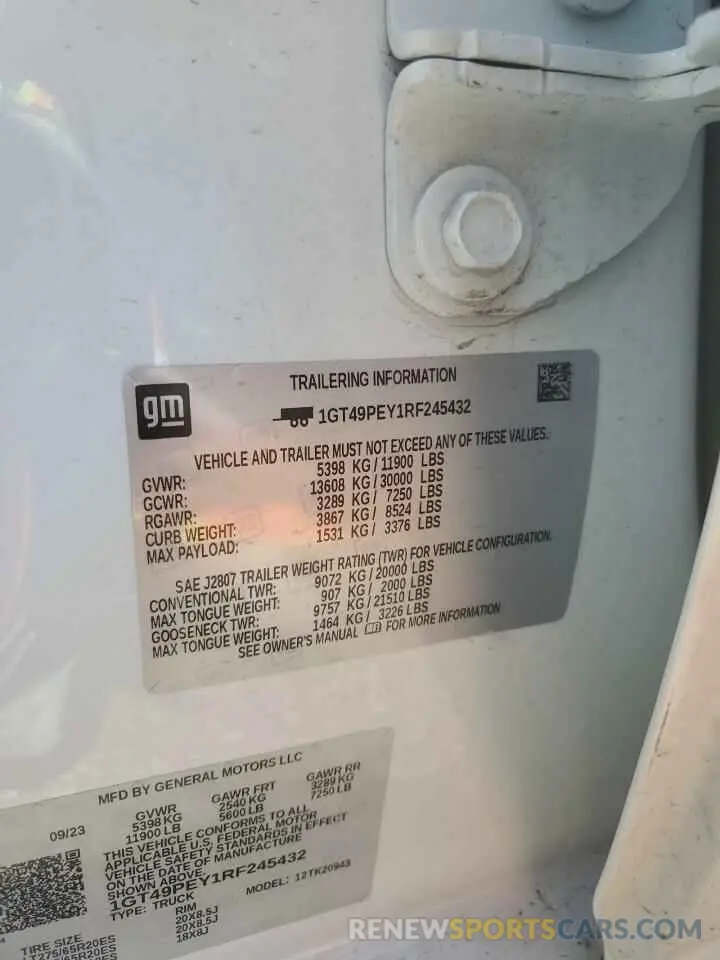 gm
TRAILERING INFORMATION
1GT49PEY1RF245432
VEHICLE AND TRAILER MUST NOT EXCEED ANY OF THESE VALUES.
GVWR: 5398 KG / 11900 LBS
GCWR: 13608 KG / 30000 LBS
RGAWR: 3289 KG / 7250 LBS
CURB WEIGHT: 3867 KG / 8524 LBS
MAX PAYLOAD: 1531 KG / 3376 LBS
SAE J2807 TRAILER WEIGHT RATING (TWR) FOR VEHICLE CONFIGURATION.
CONVENTIONAL TWR: 9072 KG / 20000 LBS
MAX TONGUE WEIGHT: 907 KG / 2000 LBS
GOOSENECK TWR: 9757 KG / 21510 LBS
MAX TONGUE WEIGHT: 1464 KG / 3226 LBS
SEE OWNER'S MANUAL FOR MORE INFORMATION
MFD BY GENERAL MOTORS LLC
09/23 GVWR GAWR FRT GAWR RR
5398 KG 2540 KG 3289 KG
11900 LB 5600 LB 7250 LB
THIS VEHICLE CONFORMS TO ALL
APPLICABLE U.S. FEDERAL MOTOR
VEHICLE SAFETY STANDARDS IN EFFECT
ON THE DATE OF MANUFACTURE
SHOWN ABOVE.
1GT49PEY1RF245432
TYPE: TRUCK MODEL: 12TK20943
TIRE SIZE RIM
LT275/65R20ES 20X8.5J
/65R20ES 20X8.5J
18X8J
RENEWSPORTSCARS.COM